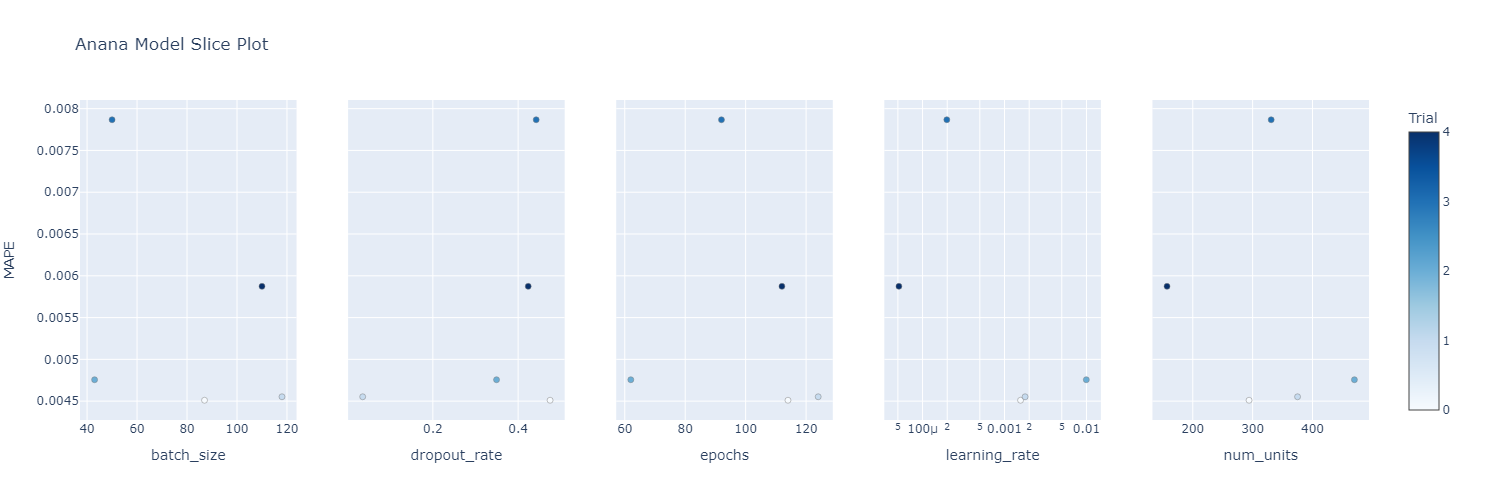 Anana Model Slice Plot
MAPE
0.008
0.0075
0.007
0.0065
0.006
0.0055
0.005
0.0045
40 60 80 100 120
batch_size
0.2 0.4
dropout_rate
60 80 100 120
epochs
5 100μ 2 5 0.001 2 5 0.01
learning_rate
200 300 400
num_units
Trial
4
3
2
1
0